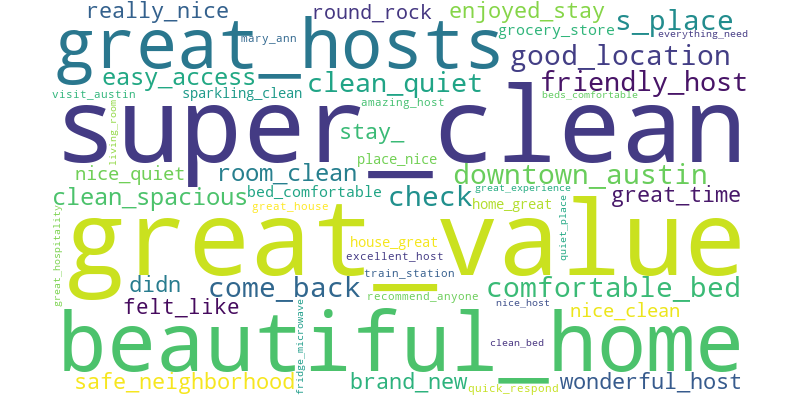 really_nice
round_rock
enjoyed_stay
s_place
great_hosts
mary_ann
grocery_store
everything_need
good_location
easy_access
clean_quiet
friendly_host
visit_austin
sparkling_clean
amazing_host
beds_comfortable
super_clean
living_room
stay_
place_nice
nice_quiet
room_clean
downtown_austin
clean_spacious
bed_comfortable
check
great_experience
great_time
great_house
home_great
great_value
great_hospitality
quiet_place
house_great
excellent_host
train_station
didn
come_back
comfortable_bed
recommend_anyone
felt_like
nice_host
nice_clean
fridge_microwave
beautiful_home
clean_bed
safe_neighborhood
brand_new
quick_respond
wonderful_host